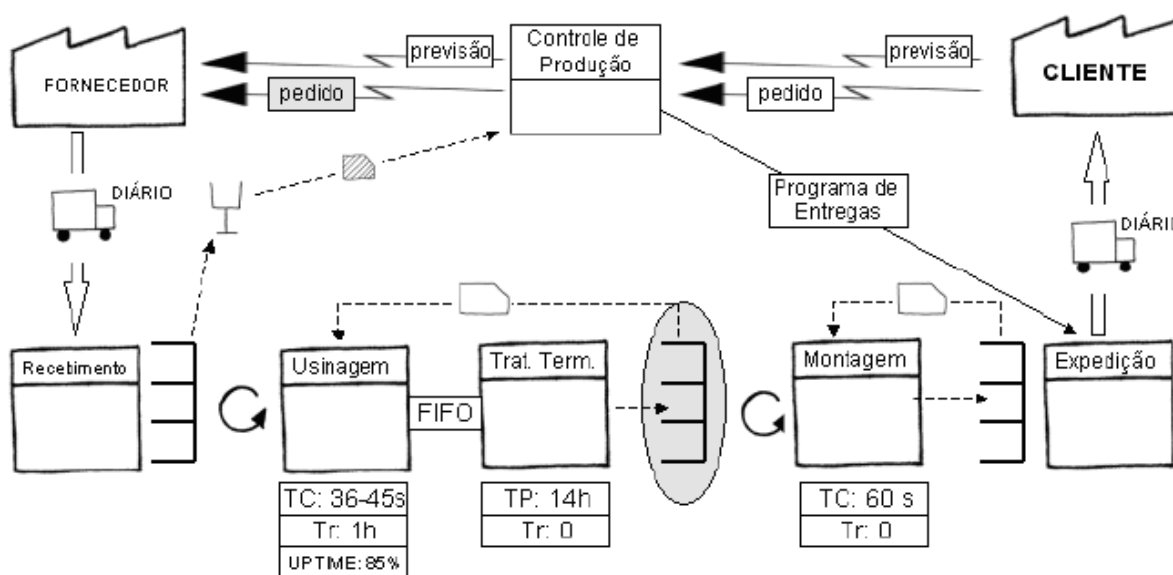 FORNECEDOR
previsão
pedido
Controle de
Produção
previsão
pedido
CLIENTE
DIÁRIO
Programa de
Entregas
DIÁRI
Recebimento
Usinagem
FIFO
Trat. Term.
Montagem
Expedição
TC: 36-45s
Tr: 1h
UPTIME: 85%
TP: 14h
Tr: 0
TC: 60 s
Tr: 0